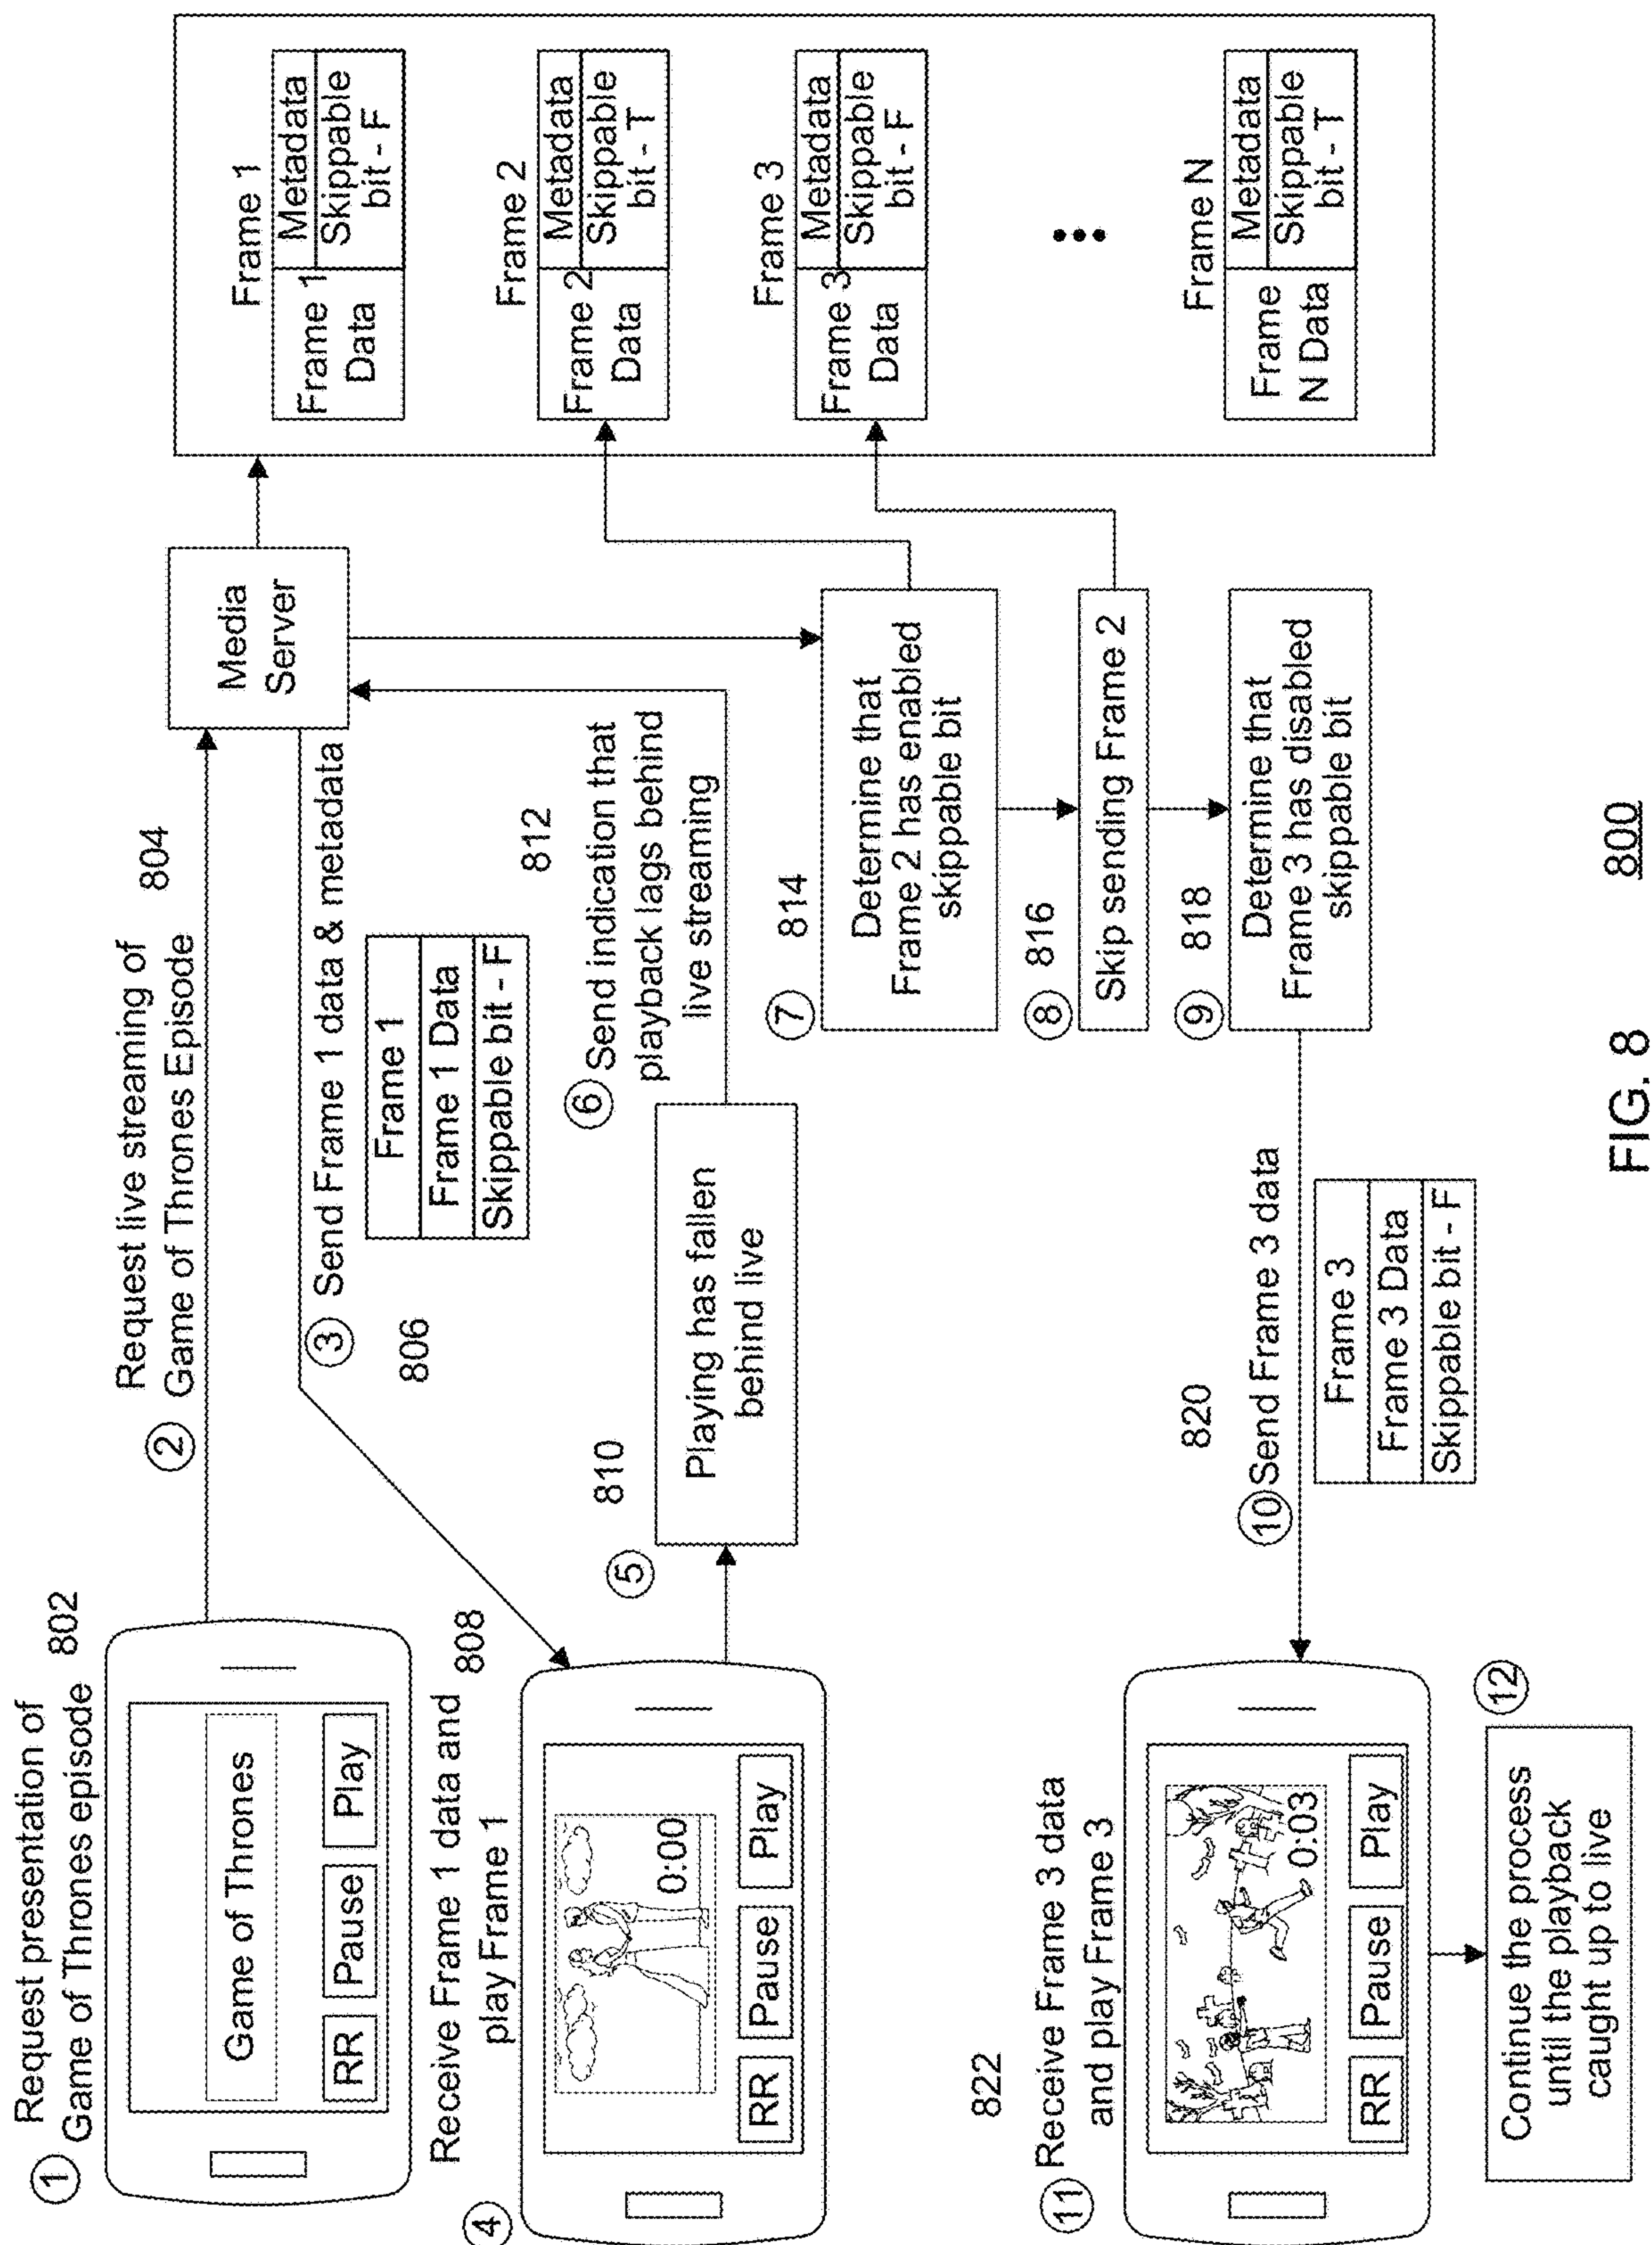 Request presentation of
① Game of Thrones episode 802
Game of Thrones
RR
Pause
Play
Request live streaming of
② Game of Thrones Episode 804
Media
Server
③ Send Frame 1 data & metadata
806
Frame 1
Frame 1 Data
Skippable bit - F
Receive Frame 1 data and
④ play Frame 1 808
0:00
RR
Pause
Play
⑤ 810
Playing has fallen
behind live
812
⑥ Send indication that
playback lags behind
live streaming
⑦ 814
Determine that
Frame 2 has enabled
skippable bit
⑧ 816
Skip sending Frame 2
⑨ 818
Determine that
Frame 3 has disabled
skippable bit
820
⑩ Send Frame 3 data
Frame 3
Frame 3 Data
Skippable bit - F
822
⑪ Receive Frame 3 data
and play Frame 3
0:03
RR
Pause
Play
⑫
Continue the process
until the playback
caught up to live
Frame 1
Frame 1
Data
Metadata
Skippable
bit - F
Frame 2
Frame 2
Data
Metadata
Skippable
bit - T
Frame 3
Frame 3
Data
Metadata
Skippable
bit - F
Frame N
Frame
N Data
Metadata
Skippable
bit - T
FIG. 8
800